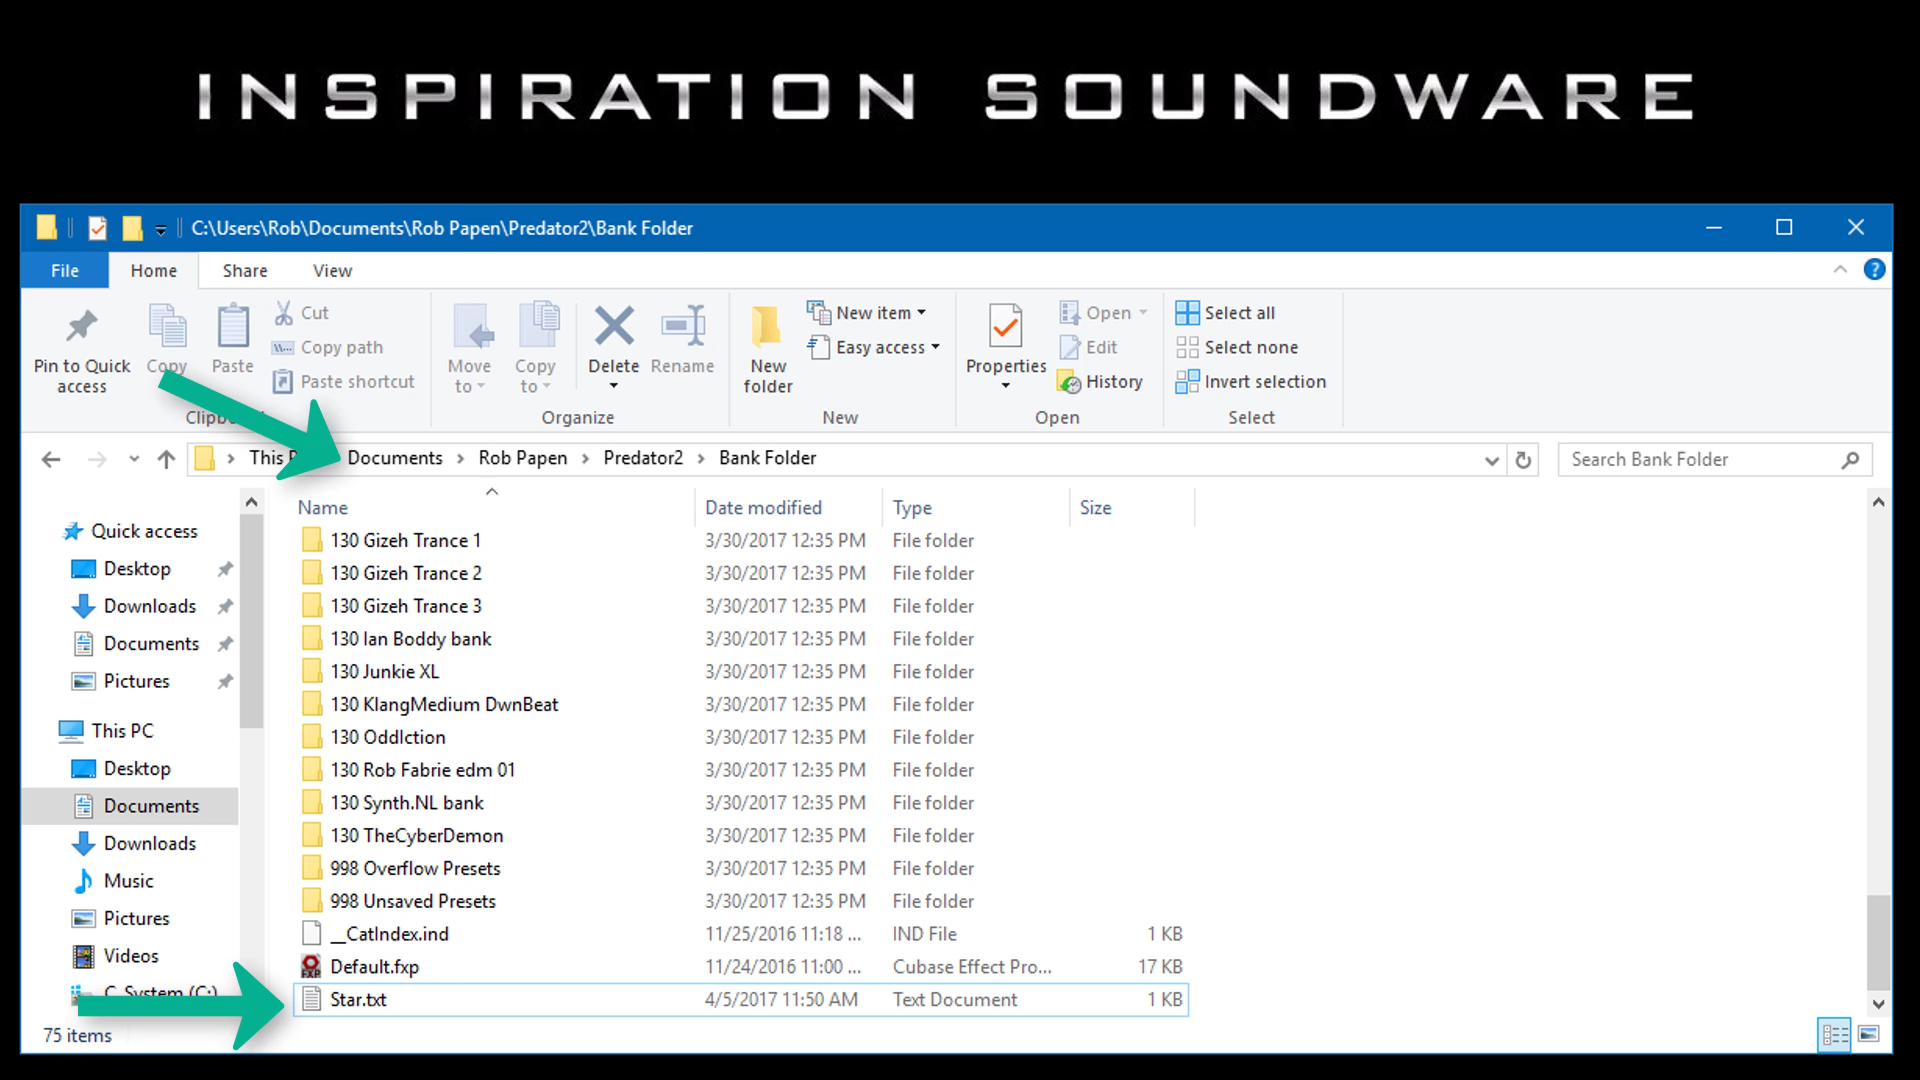 INSPIRATION SOUNDWARE
C:\Users\Rob\Documents\Rob Papen\Predator2\Bank Folder
File Home Share View
Pin to Quick access
Copy
Paste
Cut
Copy path
Paste shortcut
Move to
Copy to
Delete
Rename
New folder
New item
Easy access
Properties
Open
Edit
History
Select all
Select none
Invert selection
Organize New Open Select
Documents > Rob Papen > Predator2 > Bank Folder
Search Bank Folder
Quick access
Desktop
Downloads
Documents
Pictures
This PC
Desktop
Documents
Downloads
Music
Pictures
Videos
Name Date modified Type Size
130 Gizeh Trance 1 3/30/2017 12:35 PM File folder
130 Gizeh Trance 2 3/30/2017 12:35 PM File folder
130 Gizeh Trance 3 3/30/2017 12:35 PM File folder
130 Ian Boddy bank 3/30/2017 12:35 PM File folder
130 Junkie XL 3/30/2017 12:35 PM File folder
130 KlangMedium DwnBeat 3/30/2017 12:35 PM File folder
130 OddIction 3/30/2017 12:35 PM File folder
130 Rob Fabrie edm 01 3/30/2017 12:35 PM File folder
130 Synth.NL bank 3/30/2017 12:35 PM File folder
130 TheCyberDemon 3/30/2017 12:35 PM File folder
998 Overflow Presets 3/30/2017 12:35 PM File folder
998 Unsaved Presets 3/30/2017 12:35 PM File folder
__CatIndex.ind 11/25/2016 11:18 ... IND File 1 KB
Default.fxp 11/24/2016 11:00 ... Cubase Effect Pro... 17 KB
Star.txt 4/5/2017 11:50 AM Text Document 1 KB
75 items